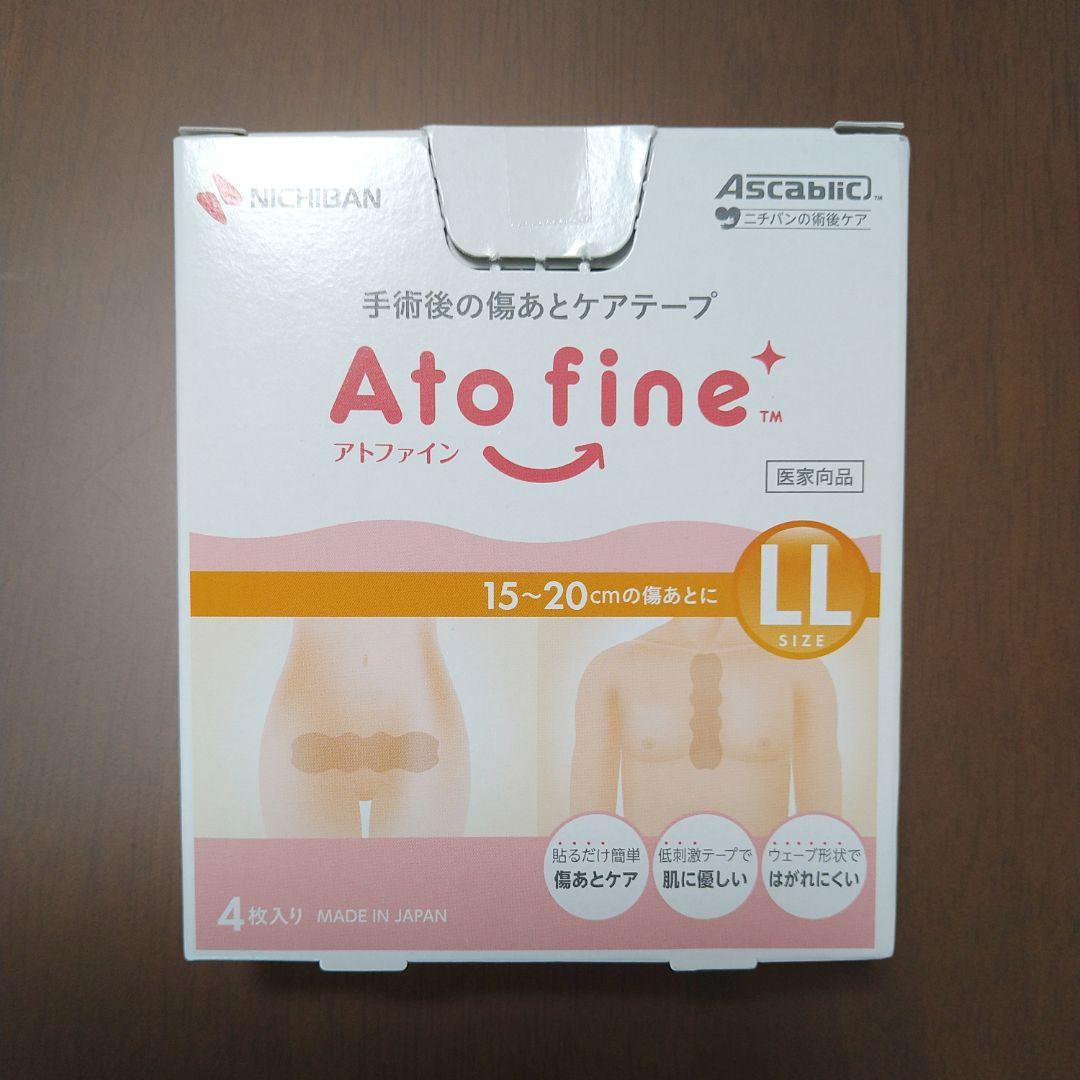 NICHIBAN
Ascablic™
ニチバンの術後ケア
手術後の傷あとケアテープ
Ato fine™
アトファイン
医家向品
15〜20cmの傷あとに
LL
SIZE
貼るだけ簡単
傷あとケア
低刺激テープで
肌に優しい
ウェーブ形状で
はがれにくい
4枚入り MADE IN JAPAN